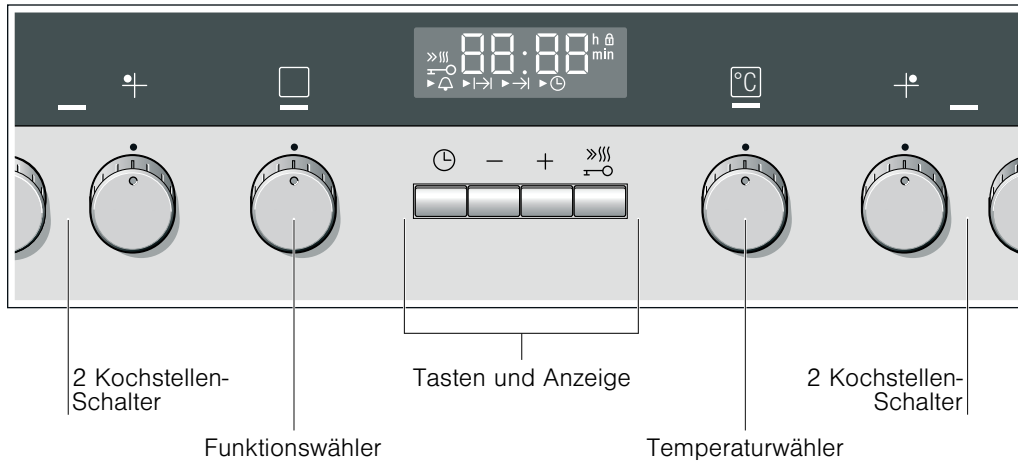 88:88 h
min
°C
2 Kochstellen-
Schalter
Tasten und Anzeige
2 Kochstellen-
Schalter
Funktionswähler
Temperaturwähler